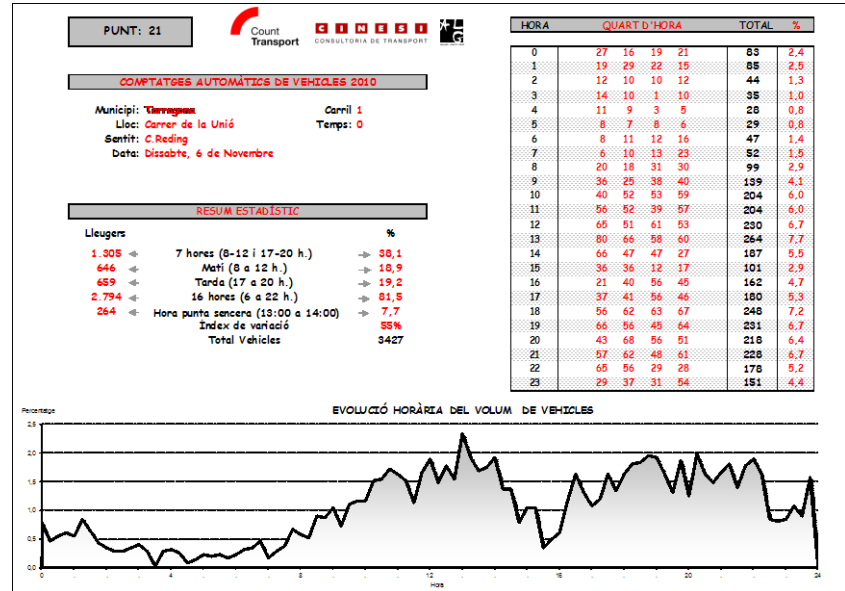 PUNT: 21
Count
Transport
CINESI
CONSULTORIA DE TRANSPORT
COMPTATGES AUTOMÀTICS DE VEHICLES 2010
Municipi: Carril 1
Lloc: Carrer de la Unió Temps: 0
Sentit: C.Reding
Data: Dissabte, 6 de Novembre
RESUM ESTADÍSTIC
Lleugers %
1.305 7 hores (8-12 i 17-20 h.) 38,1
646 Matí (8 a 12 h.) 18,9
659 Tarda (17 a 20 h.) 19,2
2.794 16 hores (6 a 22 h.) 81,5
264 Hora punta sencera (13:00 a 14:00) 7,7
Índex de variació 55%
Total Vehicles 3427
HORA QUART D'HORA TOTAL %
0 27 16 19 21 83 2,4
1 19 29 22 15 85 2,5
2 12 10 10 12 44 1,3
3 14 10 1 10 35 1,0
4 11 9 3 5 28 0,8
5 8 7 8 6 29 0,8
6 8 11 12 16 47 1,4
7 6 10 13 23 52 1,5
8 20 18 31 30 99 2,9
9 36 25 38 40 139 4,1
10 40 52 53 59 204 6,0
11 56 52 39 57 204 6,0
12 65 51 61 53 230 6,7
13 80 66 58 60 264 7,7
14 66 47 47 27 187 5,5
15 36 36 12 17 101 2,9
16 21 40 56 45 162 4,7
17 37 41 56 46 180 5,3
18 56 62 63 67 248 7,2
19 66 56 45 64 231 6,7
20 43 68 56 51 218 6,4
21 57 62 48 61 228 6,7
22 65 56 29 28 178 5,2
23 29 37 31 54 151 4,4
EVOLUCIÓ HORÀRIA DEL VOLUM DE VEHICLES
Percentatge
2,5
2,0
1,5
1,0
0,5
0,0
0 4 8 12 16 20 24
Hora